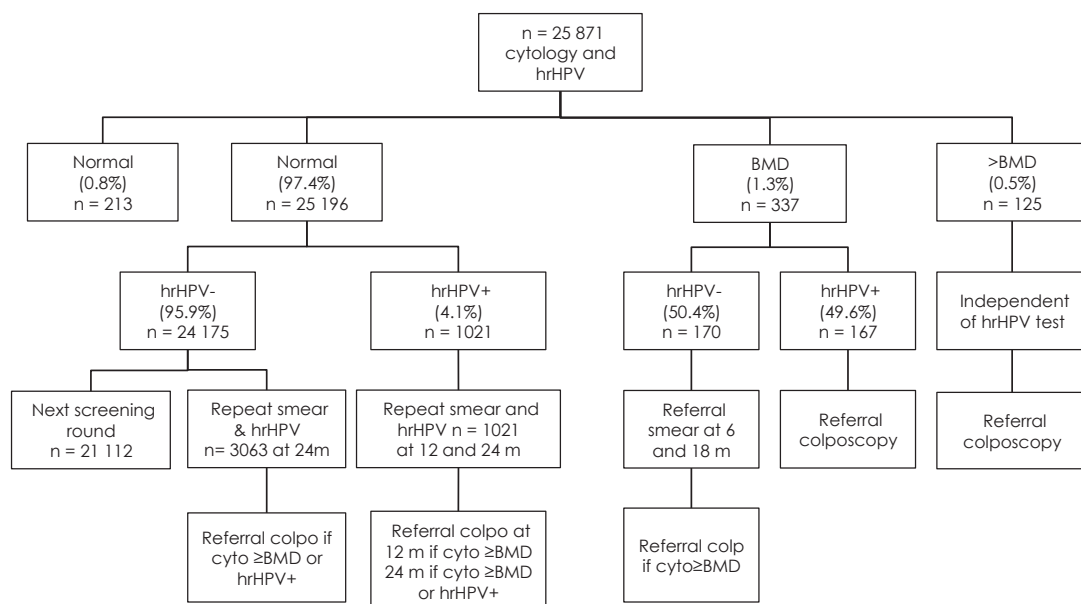 n = 25 871
cytology and
hrHPV
Normal
(0.8%)
n = 213
Normal
(97.4%)
n = 25 196
BMD
(1.3%)
n = 337
>BMD
(0.5%)
n = 125
hrHPV-
(95.9%)
n = 24 175
hrHPV+
(4.1%)
n = 1021
hrHPV-
(50.4%)
n = 170
hrHPV+
(49.6%)
n = 167
Independent
of hrHPV test
Next screening
round
n = 21 112
Repeat smear
& hrHPV
n= 3063 at 24m
Repeat smear and
hrHPV n = 1021
at 12 and 24 m
Referral
smear at 6
and 18 m
Referral
colposcopy
Referral
colposcopy
Referral colpo if
cyto ≥BMD or
hrHPV+
Referral colpo at
12 m if cyto ≥BMD
24 m if cyto ≥BMD
or hrHPV+
Referral colp
if cyto≥BMD